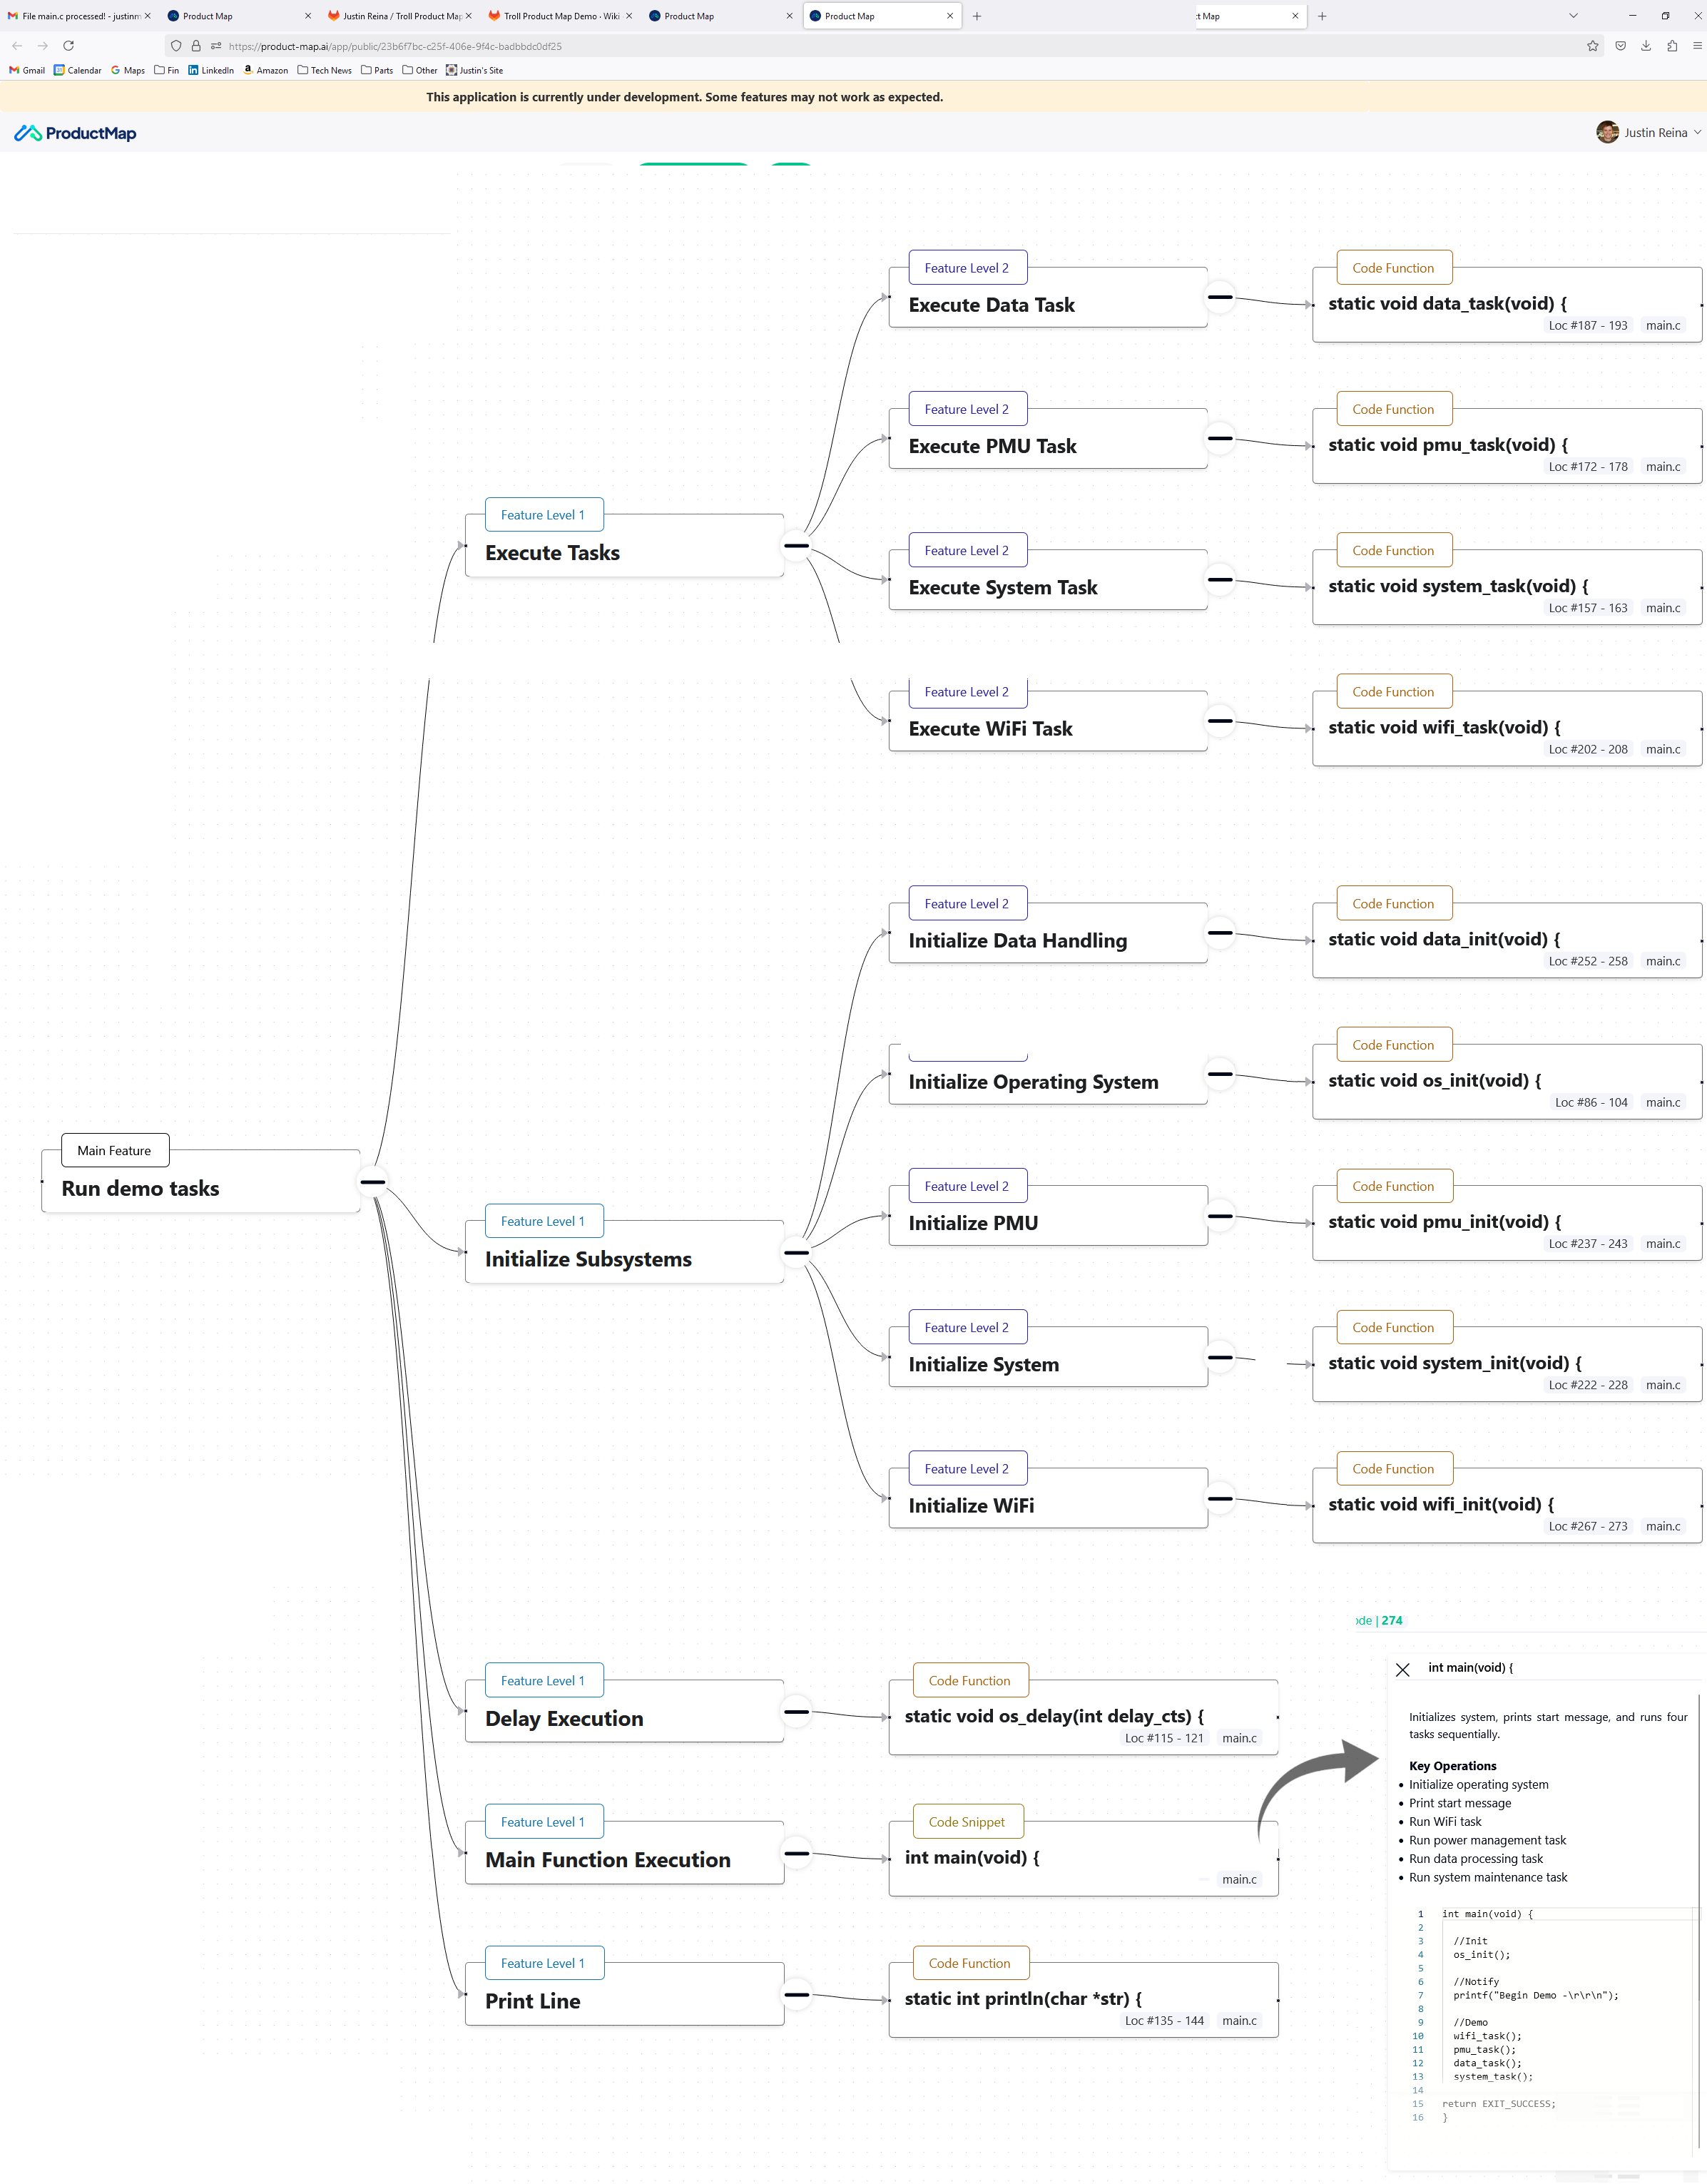 File main.c processed! - justinm
Product Map
Justin Reina / Troll Product Map
Troll Product Map Demo · Wiki
Product Map
Product Map
Map
https://product-map.ai/app/public/23b6f7bc-c25f-406e-9f4c-badbbdc0df25
Gmail Calendar Maps Fin LinkedIn Amazon Tech News Parts Other Justin's Site
This application is currently under development. Some features may not work as expected.
ProductMap
Justin Reina
Feature Level 2
Execute Data Task
Code Function
static void data_task(void) {
Loc #187 - 193 main.c
Feature Level 2
Execute PMU Task
Code Function
static void pmu_task(void) {
Loc #172 - 178 main.c
Feature Level 1
Execute Tasks
Feature Level 2
Execute System Task
Code Function
static void system_task(void) {
Loc #157 - 163 main.c
Feature Level 2
Execute WiFi Task
Code Function
static void wifi_task(void) {
Loc #202 - 208 main.c
Feature Level 2
Initialize Data Handling
Code Function
static void data_init(void) {
Loc #252 - 258 main.c
Initialize Operating System
Code Function
static void os_init(void) {
Loc #86 - 104 main.c
Main Feature
Run demo tasks
Feature Level 2
Initialize PMU
Code Function
static void pmu_init(void) {
Loc #237 - 243 main.c
Feature Level 1
Initialize Subsystems
Feature Level 2
Initialize System
Code Function
static void system_init(void) {
Loc #222 - 228 main.c
Feature Level 2
Initialize WiFi
Code Function
static void wifi_init(void) {
Loc #267 - 273 main.c
Feature Level 1
Delay Execution
Code Function
static void os_delay(int delay_cts) {
Loc #115 - 121 main.c
Feature Level 1
Main Function Execution
Code Snippet
int main(void) {
main.c
Feature Level 1
Print Line
Code Function
static int println(char *str) {
Loc #135 - 144 main.c
ode | 274
int main(void) {
Initializes system, prints start message, and runs four
tasks sequentially.
Key Operations
• Initialize operating system
• Print start message
• Run WiFi task
• Run power management task
• Run data processing task
• Run system maintenance task
1 int main(void) {
2
3 //Init
4 os_init();
5
6 //Notify
7 printf("Begin Demo -\r\r\n");
8
9 //Demo
10 wifi_task();
11 pmu_task();
12 data_task();
13 system_task();
14
15 return EXIT_SUCCESS;
16 }